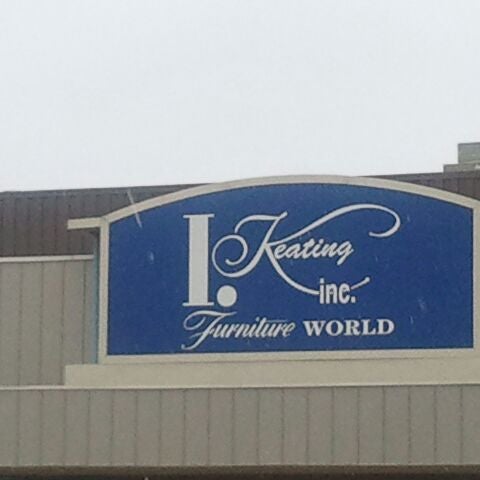 I. Keating
inc.
Furniture WORLD